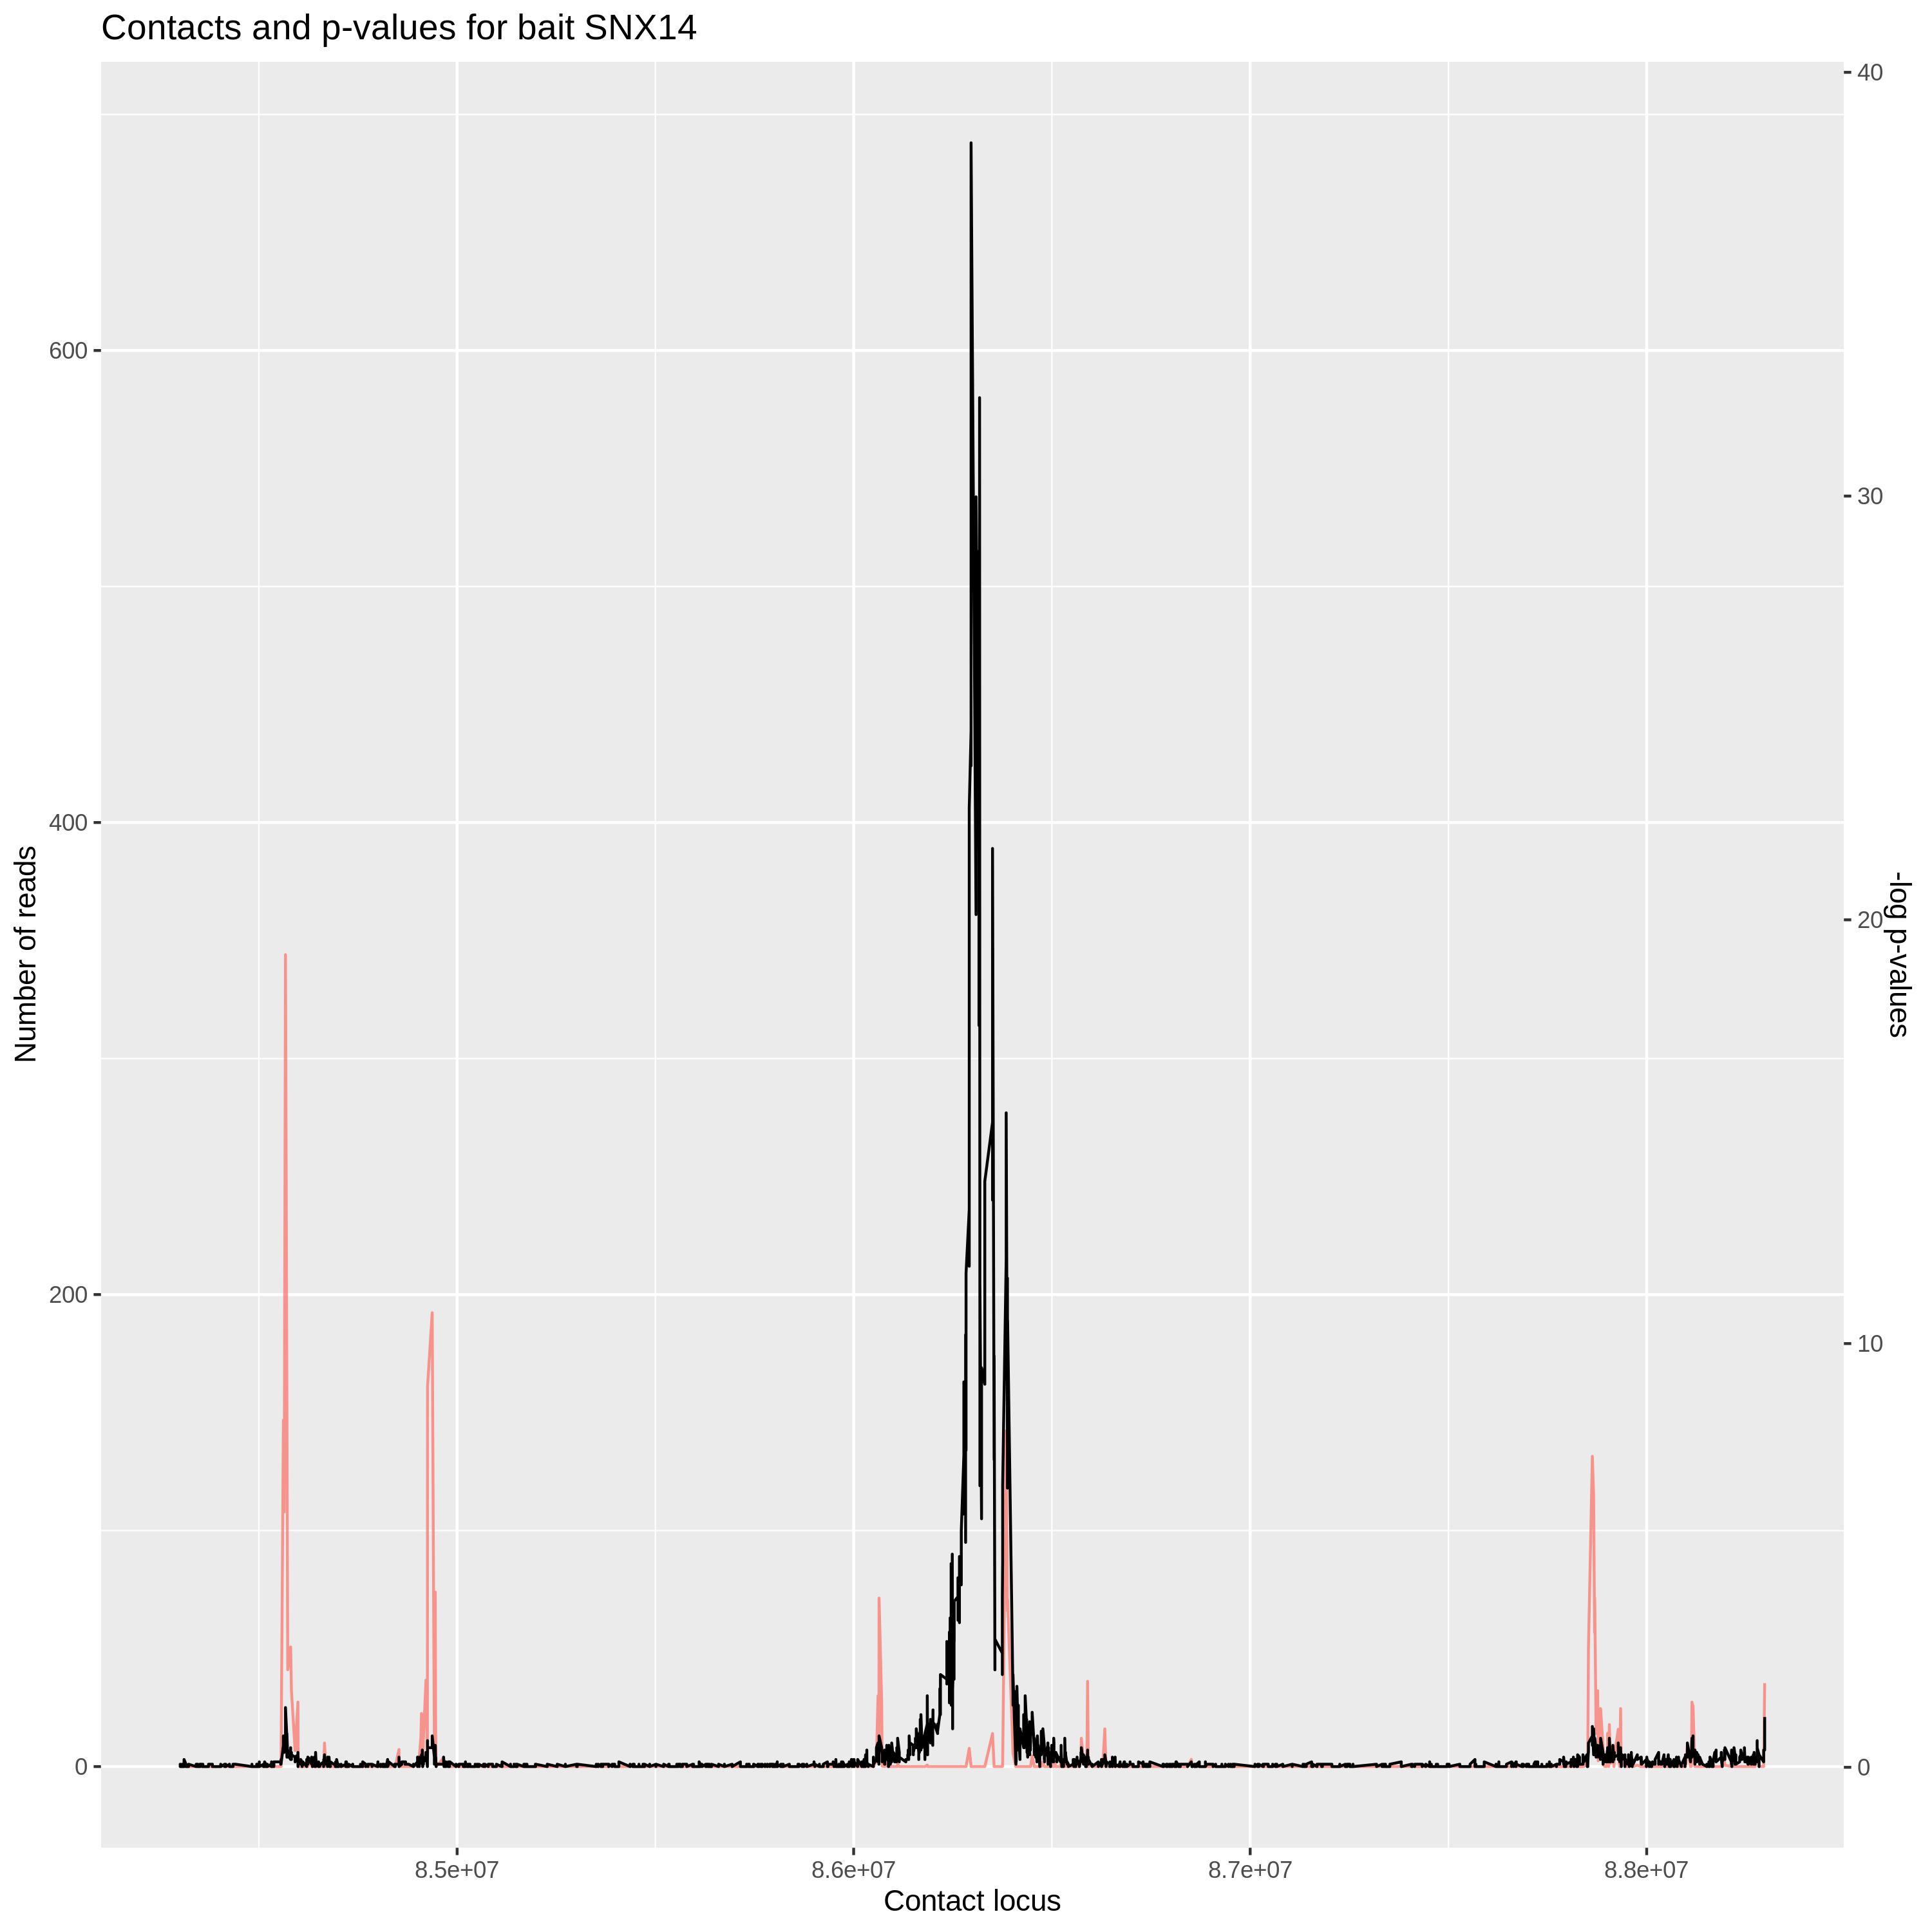 Contacts and p-values for bait SNX14
Number of reads
600
400
200
0
40
30
20
10
0
-log p-values
8.5e+07 8.6e+07 8.7e+07 8.8e+07
Contact locus